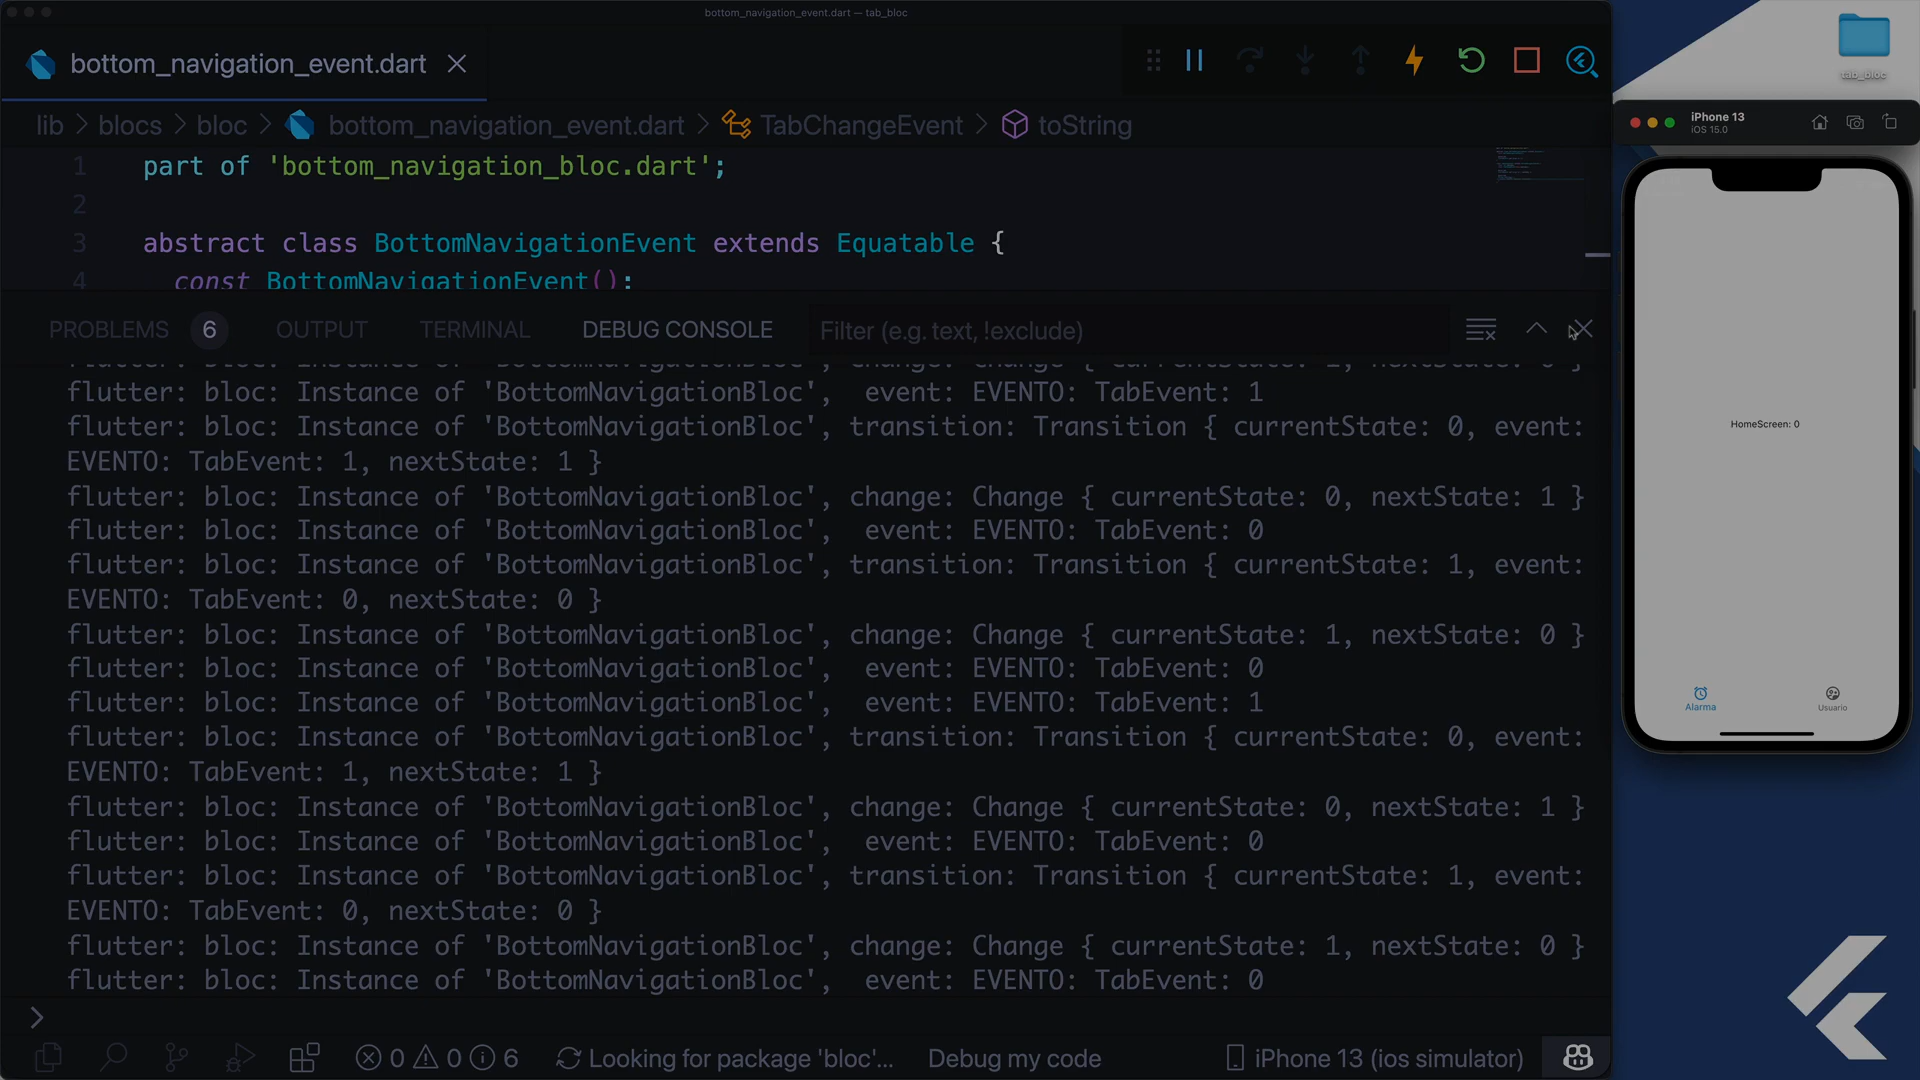 bottom_navigation_event.dart — tab_bloc
bottom_navigation_event.dart
lib > blocs > bloc > bottom_navigation_event.dart > TabChangeEvent > toString
1 part of 'bottom_navigation_bloc.dart';
2
3 abstract class BottomNavigationEvent extends Equatable {
4 const BottomNavigationEvent();
PROBLEMS 6 OUTPUT TERMINAL DEBUG CONSOLE Filter (e.g. text, !exclude)
flutter: bloc: Instance of 'BottomNavigationBloc', change: Change { currentState: 1, nextState: 0 }
flutter: bloc: Instance of 'BottomNavigationBloc', event: EVENTO: TabEvent: 1
flutter: bloc: Instance of 'BottomNavigationBloc', transition: Transition { currentState: 0, event:
EVENTO: TabEvent: 1, nextState: 1 }
flutter: bloc: Instance of 'BottomNavigationBloc', change: Change { currentState: 0, nextState: 1 }
flutter: bloc: Instance of 'BottomNavigationBloc', event: EVENTO: TabEvent: 0
flutter: bloc: Instance of 'BottomNavigationBloc', transition: Transition { currentState: 1, event:
EVENTO: TabEvent: 0, nextState: 0 }
flutter: bloc: Instance of 'BottomNavigationBloc', change: Change { currentState: 1, nextState: 0 }
flutter: bloc: Instance of 'BottomNavigationBloc', event: EVENTO: TabEvent: 0
flutter: bloc: Instance of 'BottomNavigationBloc', event: EVENTO: TabEvent: 1
flutter: bloc: Instance of 'BottomNavigationBloc', transition: Transition { currentState: 0, event:
EVENTO: TabEvent: 1, nextState: 1 }
flutter: bloc: Instance of 'BottomNavigationBloc', change: Change { currentState: 0, nextState: 1 }
flutter: bloc: Instance of 'BottomNavigationBloc', event: EVENTO: TabEvent: 0
flutter: bloc: Instance of 'BottomNavigationBloc', transition: Transition { currentState: 1, event:
EVENTO: TabEvent: 0, nextState: 0 }
flutter: bloc: Instance of 'BottomNavigationBloc', change: Change { currentState: 1, nextState: 0 }
flutter: bloc: Instance of 'BottomNavigationBloc', event: EVENTO: TabEvent: 0
>
0 0 6 Looking for package 'bloc'... Debug my code iPhone 13 (ios simulator)
tab_bloc
iPhone 13
iOS 15.0
HomeScreen: 0
Alarma Usuario